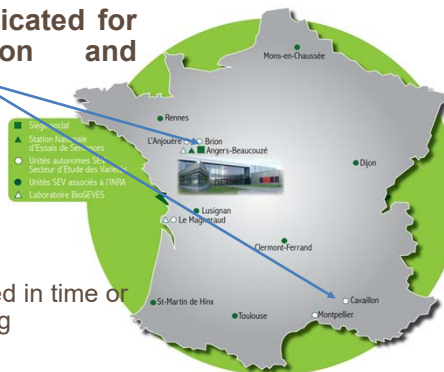 icated for
on and
Mons-en-Chaussée
Rennes
L'Anjouère
Brion
Angers-Beaucouzé
Siège social
Station Nationale
d'Essais de Semences
Unités autonomes SEV
Secteur d'Étude des Variétés
Unités SEV associés à l'INRA
Laboratoire BioGEVES
Dijon
Lusignan
Le Magneraud
Clermont-Ferrand
ed in time or
g
St-Martin de Hinx
Toulouse
Cavaillon
Montpellier